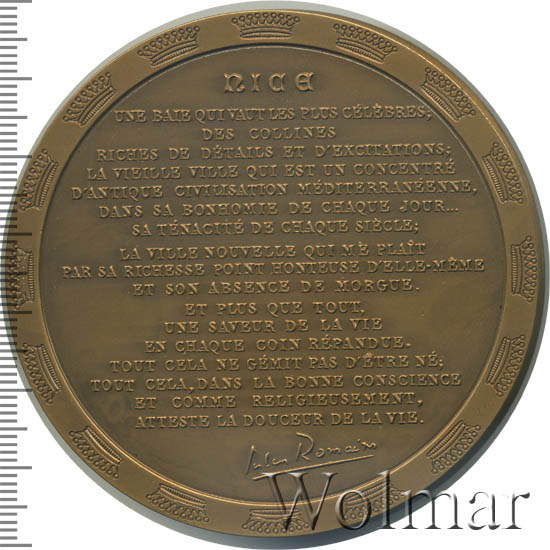 NICE
UNE BAIE QUI VAUT LES PLUS CÉLÈBRES;
DES COLLINES
RICHES DE DÉTAILS ET D'EXCITATIONS;
LA VIEILLE VILLE QUI EST UN CONCENTRÉ
D'ANTIQUE CIVILISATION MÉDITERRANÉENNE,
DANS SA BONHOMIE DE CHAQUE JOUR...
SA TÉNACITÉ DE CHAQUE SIÈCLE;
LA VILLE NOUVELLE QUI ME PLAÎT
PAR SA RICHESSE POINT HONTEUSE D'ELLE-MÊME
ET SON ABSENCE DE MORGUE.
ET PLUS QUE TOUT,
UNE SAVEUR DE LA VIE
EN CHAQUE COIN RÉPANDUE.
TOUT CELA NE GÉMIT PAS D'ÊTRE NÉ;
TOUT CELA, DANS LA BONNE CONSCIENCE
ET COMME RELIGIEUSEMENT,
ATTESTE LA DOUCEUR DE LA VIE.
Jules Romains
Wolmar